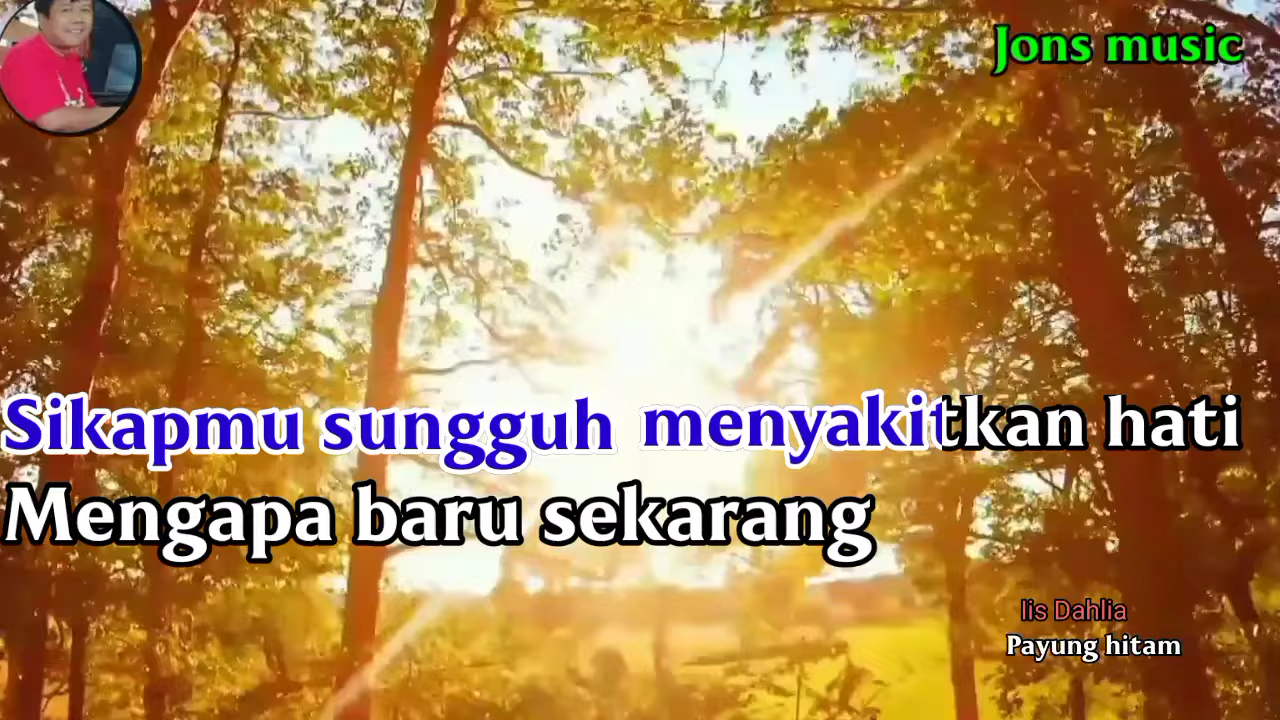 Jons music
Sikapmu sungguh menyakitkan hati
Mengapa baru sekarang
Iis Dahlia
Payung hitam